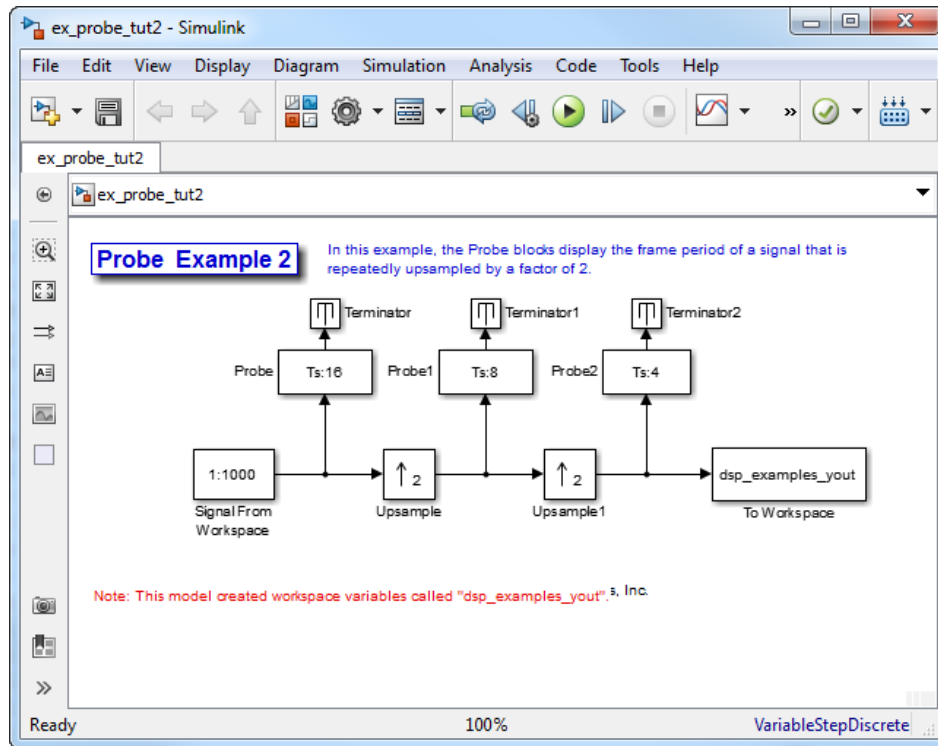 ex_probe_tut2 - Simulink
File Edit View Display Diagram Simulation Analysis Code Tools Help
»
ex_probe_tut2
ex_probe_tut2
Probe Example 2
In this example, the Probe blocks display the frame period of a signal that is
repeatedly upsampled by a factor of 2.
Terminator Terminator1 Terminator2
Probe Ts:16 Probe1 Ts:8 Probe2 Ts:4
1:1000 ↑2 ↑2 dsp_examples_yout
Signal From Upsample Upsample1 To Workspace
Workspace
Note: This model created workspace variables called "dsp_examples_yout". s, Inc.
»
Ready 100% VariableStepDiscrete